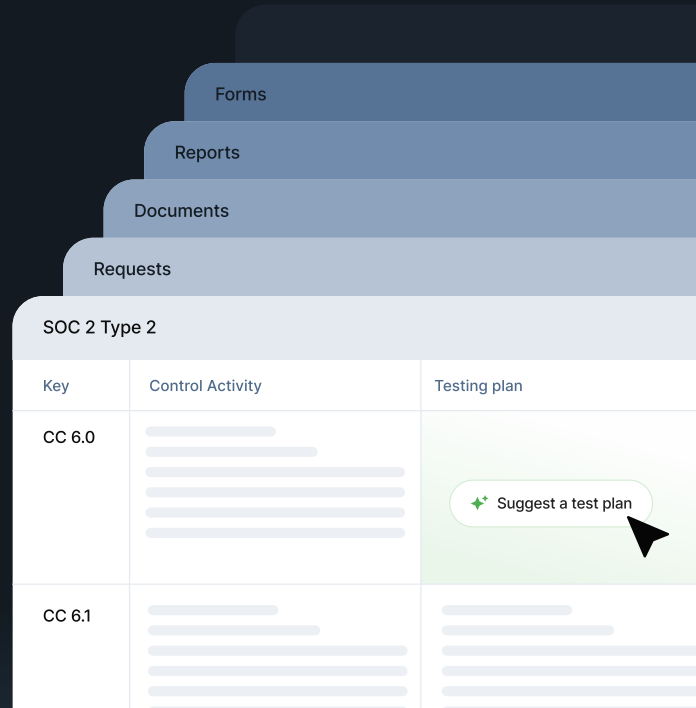 Forms
Reports
Documents
Requests
SOC 2 Type 2
Key Control Activity Testing plan
CC 6.0
Suggest a test plan
CC 6.1